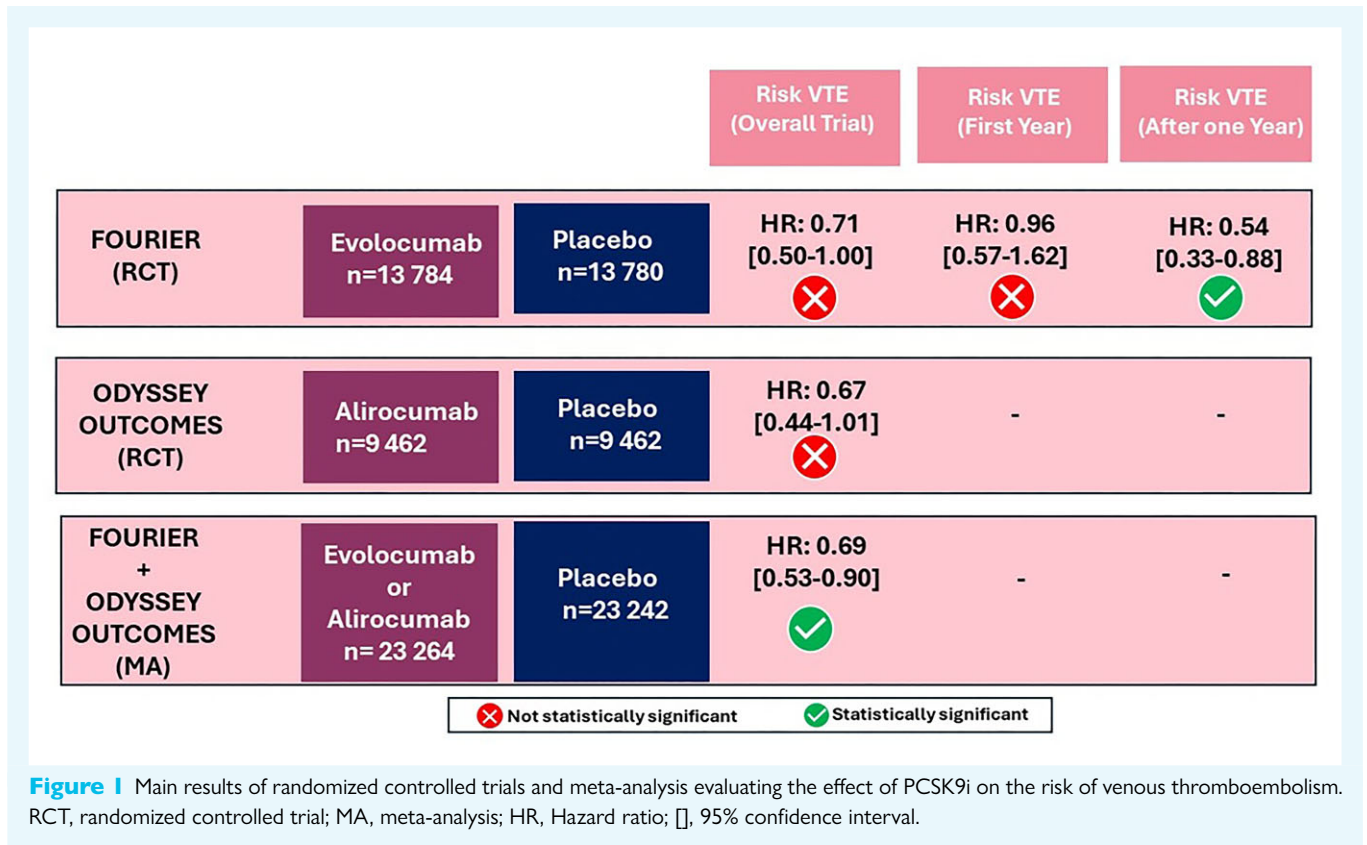 Risk VTE
(Overall Trial)
Risk VTE
(First Year)
Risk VTE
(After one Year)
FOURIER
(RCT)
Evolocumab
n=13 784
Placebo
n=13 780
HR: 0.71
[0.50-1.00]
HR: 0.96
[0.57-1.62]
HR: 0.54
[0.33-0.88]
ODYSSEY
OUTCOMES
(RCT)
Alirocumab
n=9 462
Placebo
n=9 462
HR: 0.67
[0.44-1.01]
-
-
FOURIER
+
ODYSSEY
OUTCOMES
(MA)
Evolocumab
or
Alirocumab
n= 23 264
Placebo
n=23 242
HR: 0.69
[0.53-0.90]
-
-
Not statistically significant
Statistically significant
Figure 1 Main results of randomized controlled trials and meta-analysis evaluating the effect of PCSK9i on the risk of venous thromboembolism.
RCT, randomized controlled trial; MA, meta-analysis; HR, Hazard ratio; [], 95% confidence interval.